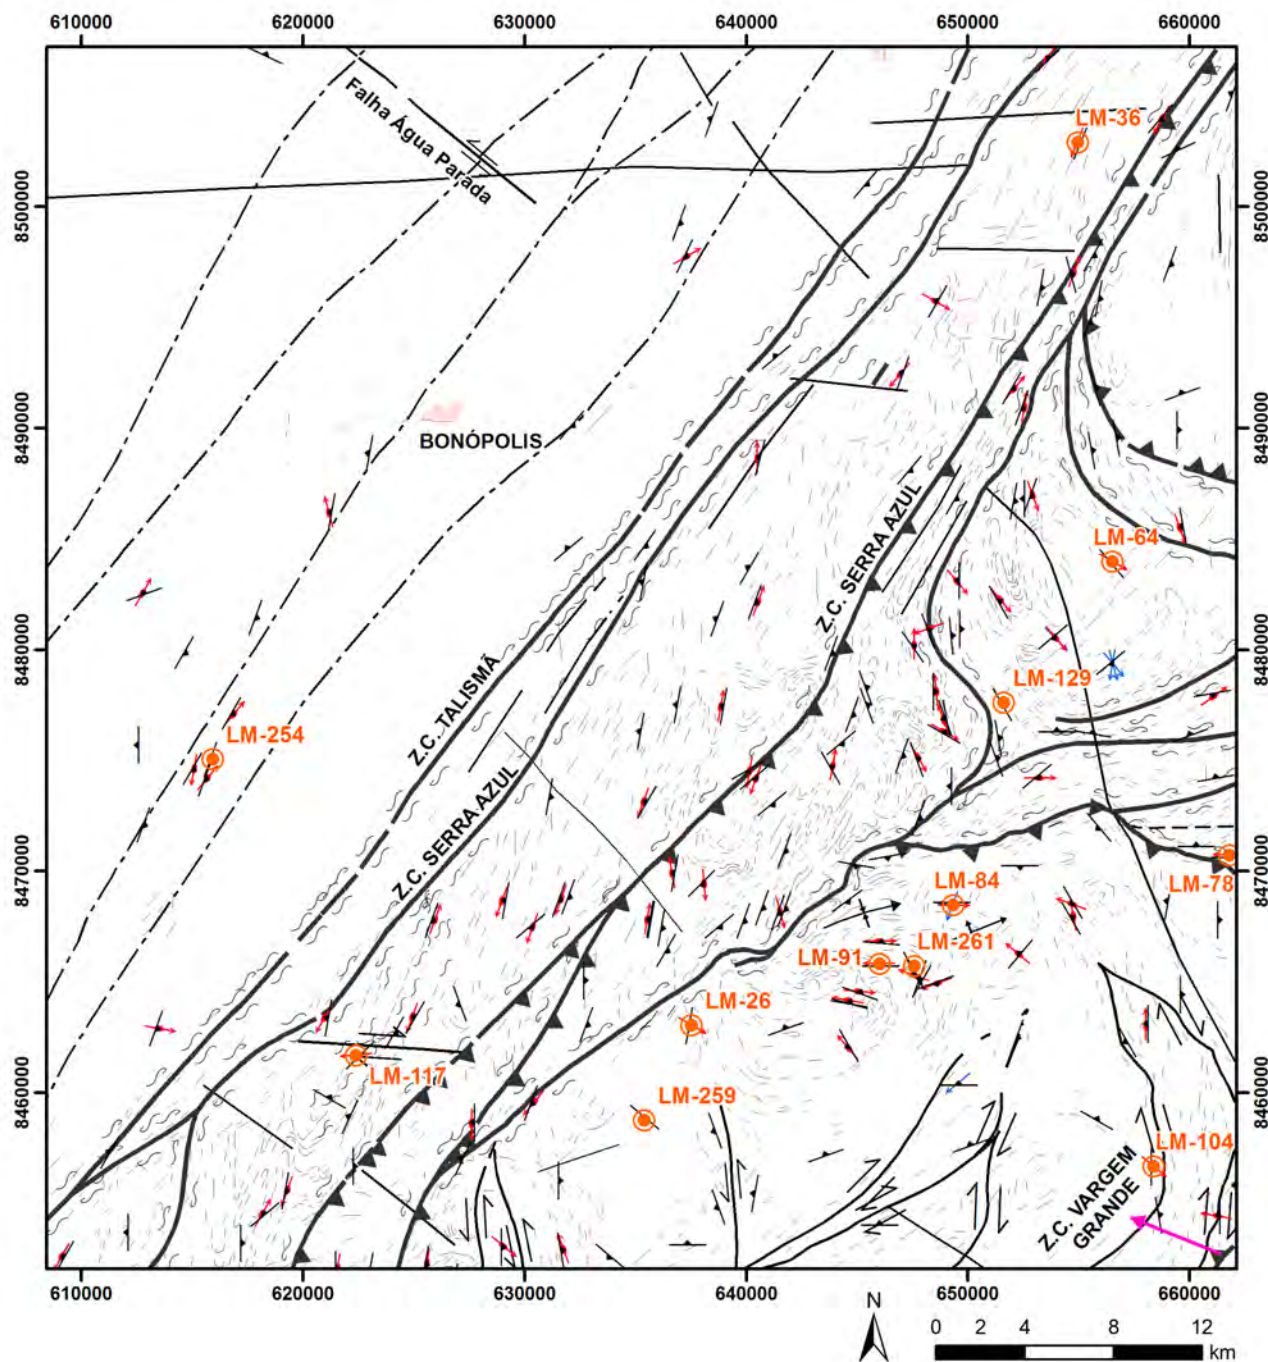 610000 620000 630000 640000 650000 660000
8500000
8490000
8480000
8470000
8460000
8500000
8490000
8480000
8470000
8460000
Falha Água Parada
LM-36
BONÓPOLIS
Z.C. SERRA AZUL
LM-64
Z.C. TALISMÃ
LM-129
LM-254
Z.C. SERRA AZUL
LM-84
LM-78
LM-91
LM-261
LM-26
LM-117
LM-259
LM-104
Z.C. VARGEM
GRANDE
610000 620000 630000 640000 650000 660000
N
0 2 4 8 12
km